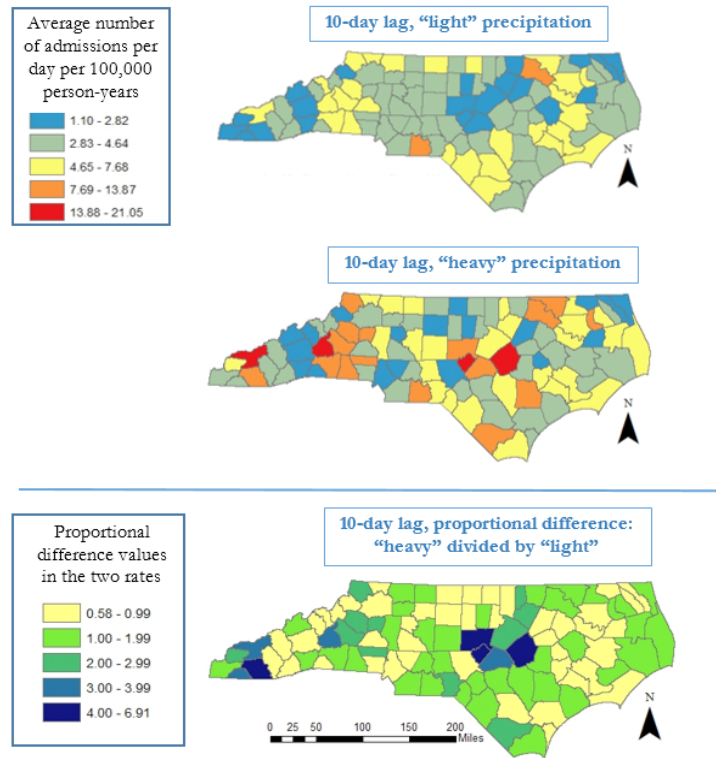 Average number
of admissions per
day per 100,000
person-years
1.10 - 2.82
2.83 - 4.64
4.65 - 7.68
7.69 - 13.87
13.88 - 21.05
10-day lag, “light” precipitation
N
10-day lag, “heavy” precipitation
N
Proportional
difference values
in the two rates
0.58 - 0.99
1.00 - 1.99
2.00 - 2.99
3.00 - 3.99
4.00 - 6.91
10-day lag, proportional difference:
“heavy” divided by “light”
N
0 25 50 100 150 200
Miles